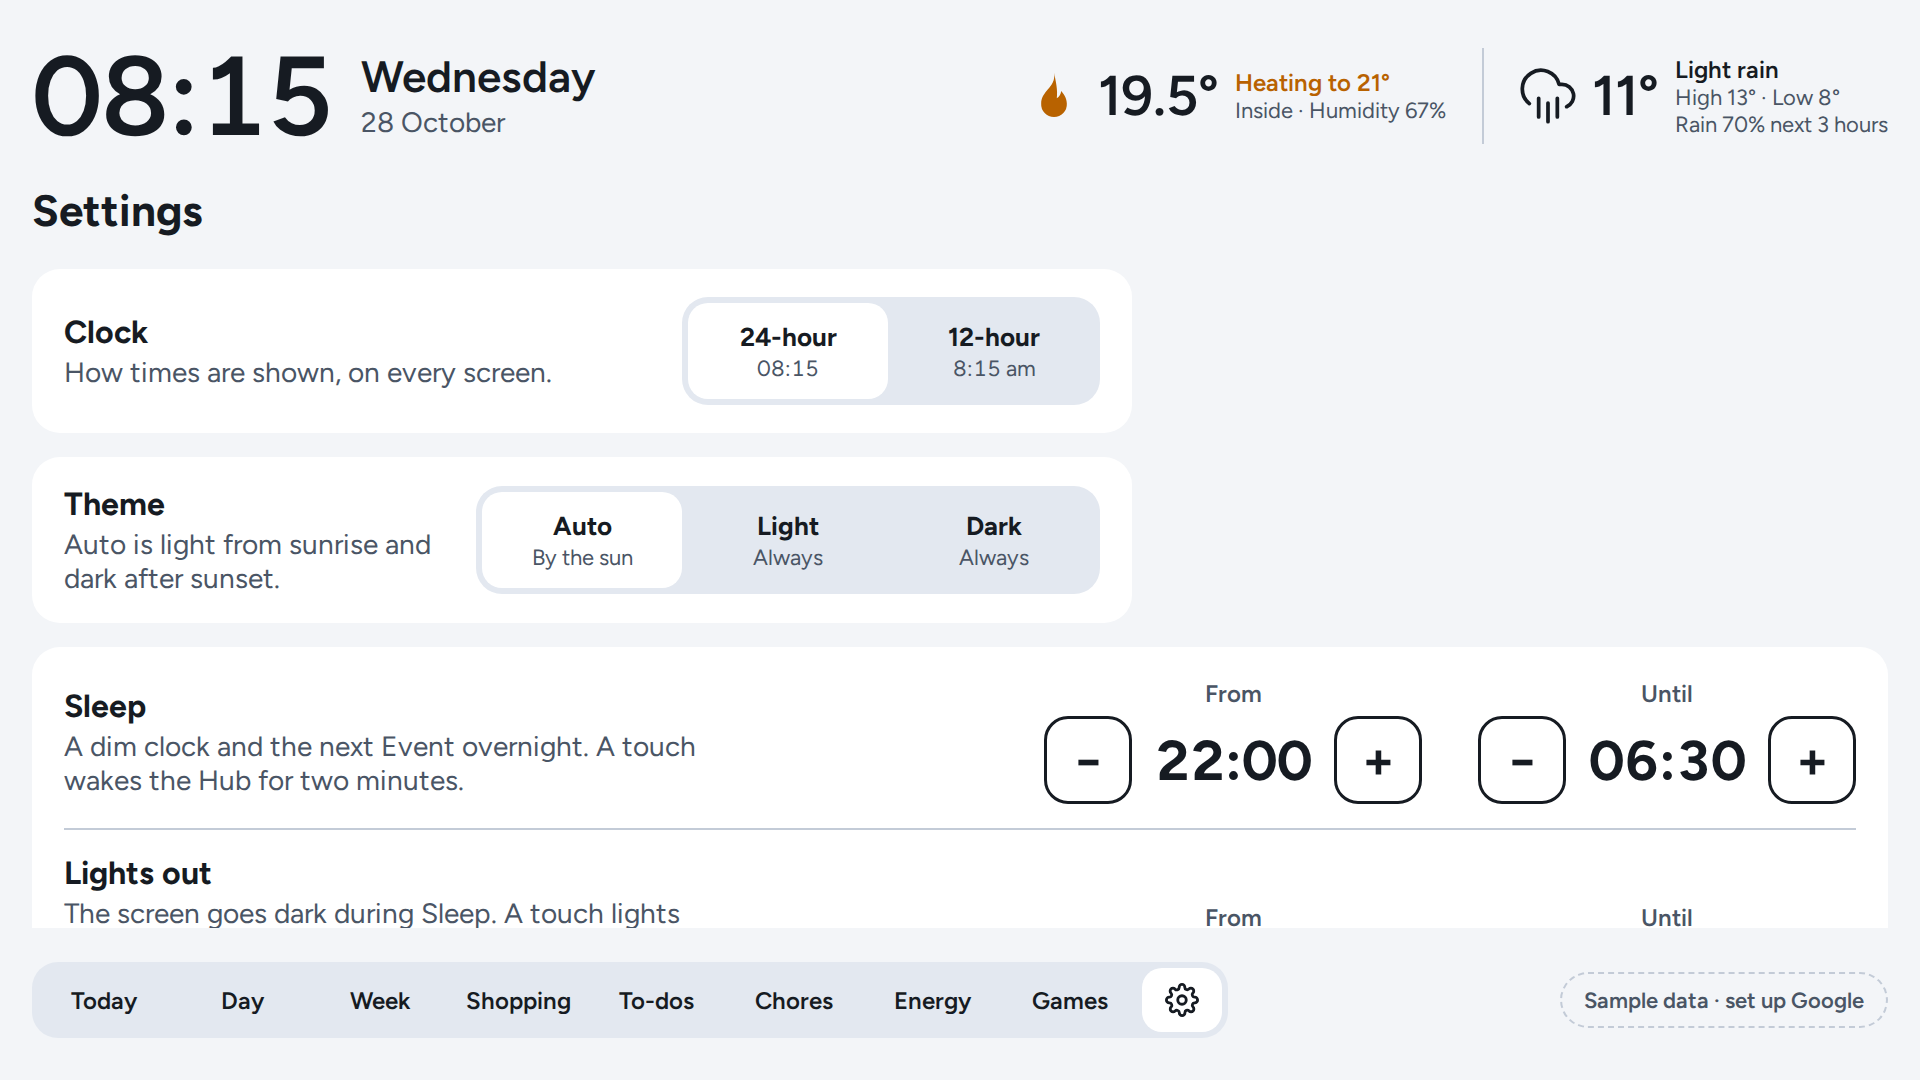 08:15
Wednesday
28 October
19.5°
Heating to 21°
Inside · Humidity 67%
11°
Light rain
High 13° · Low 8°
Rain 70% next 3 hours
Settings
Clock
How times are shown, on every screen.
24-hour
08:15
12-hour
8:15 am
Theme
Auto is light from sunrise and
dark after sunset.
Auto
By the sun
Light
Always
Dark
Always
Sleep
A dim clock and the next Event overnight. A touch
wakes the Hub for two minutes.
From
− 22:00 +
Until
− 06:30 +
Lights out
The screen goes dark during Sleep. A touch lights
From
Until
Today
Day
Week
Shopping
To-dos
Chores
Energy
Games
Sample data · set up Google